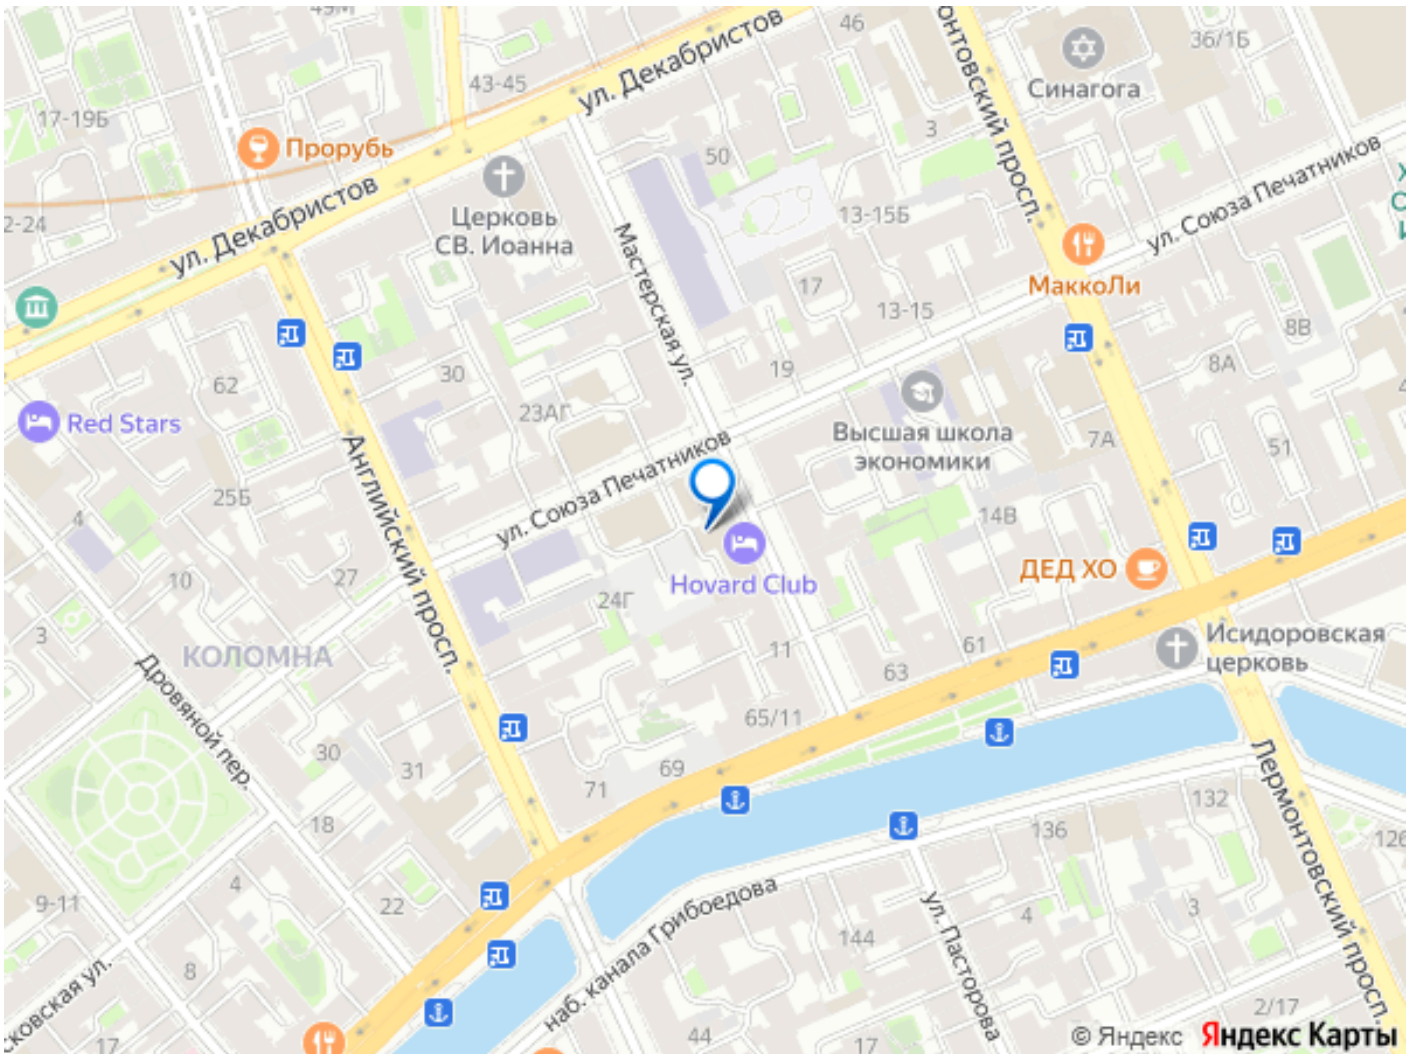 49М
46
ул. Декабристов
43-45
17-19Б
Прорубь
50
3
Синагога
36/1Б
ул. Союза Печатников
Церковь
СВ. Иоанна
ул. Декабристов
2-24
Мастерская ул.
13-15Б
17
13-15
МаккоЛи
Х
С
И
8В
8А
19
30
62
23АГ
Red Stars
Высшая школа
экономики
7А
51
25Б
4
Английский просп.
ул. Союза Печатников
14В
Hovard Club
ДЕД ХО
10
27
24Г
3
КОЛОМНА
11
63
61
Исидоровская
церковь
Дровяной пер.
65/11
69
71
30
31
18
132
136
126
Лермонтовский просп.
9-11
4
22
наб. канала Грибоедова
144
ул. Пасторова
4
3
8
сковская ул.
17
44
17
2/17
онтовский просп.
© Яндекс Яндекс Карты